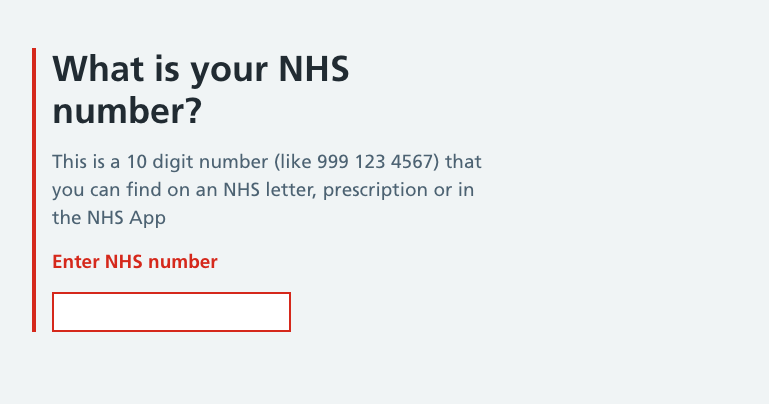 What is your NHS
number?
This is a 10 digit number (like 999 123 4567) that
you can find on an NHS letter, prescription or in
the NHS App
Enter NHS number